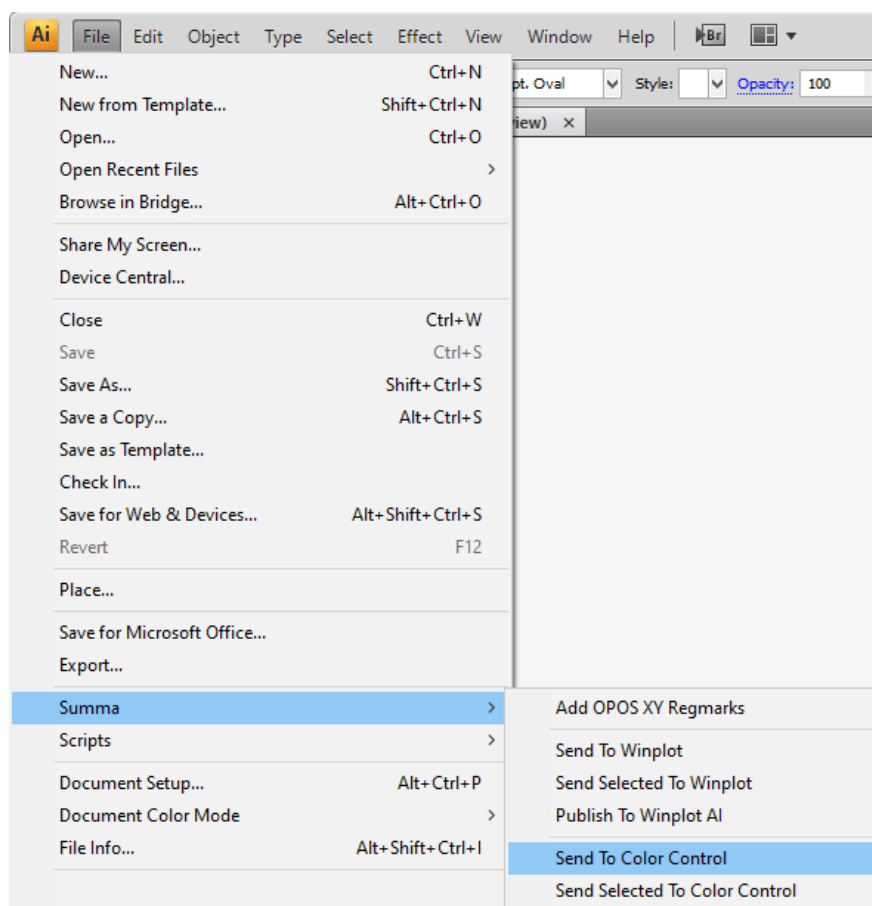 Ai File Edit Object Type Select Effect View Window Help Br
New... Ctrl+N
pt. Oval Style: Opacity: 100
New from Template... Shift+Ctrl+N
iew) ×
Open... Ctrl+O
Open Recent Files
Browse in Bridge... Alt+Ctrl+O
Share My Screen...
Device Central...
Close Ctrl+W
Save Ctrl+S
Save As... Shift+Ctrl+S
Save a Copy... Alt+Ctrl+S
Save as Template...
Check In...
Save for Web & Devices... Alt+Shift+Ctrl+S
Revert F12
Place...
Save for Microsoft Office...
Export...
Summa
Scripts
Document Setup... Alt+Ctrl+P
Document Color Mode
File Info... Alt+Shift+Ctrl+I
Add OPOS XY Regmarks
Send To Winplot
Send Selected To Winplot
Publish To Winplot AI
Send To Color Control
Send Selected To Color Control